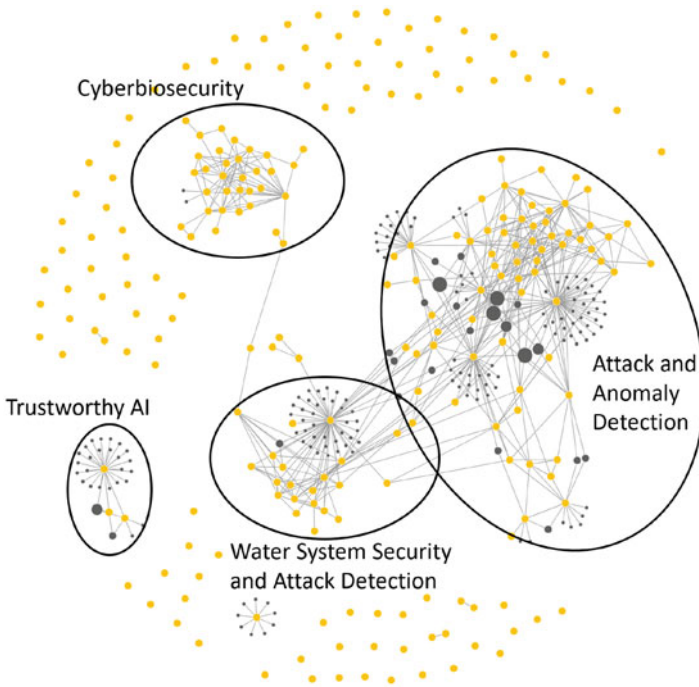 Cyberbiosecurity
Attack and
Anomaly
Detection
Trustworthy AI
Water System Security
and Attack Detection